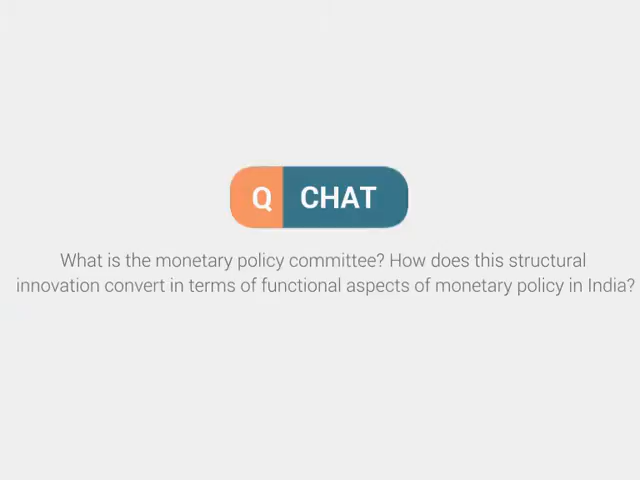 Q CHAT
What is the monetary policy committee? How does this structural
innovation convert in terms of functional aspects of monetary policy in India?